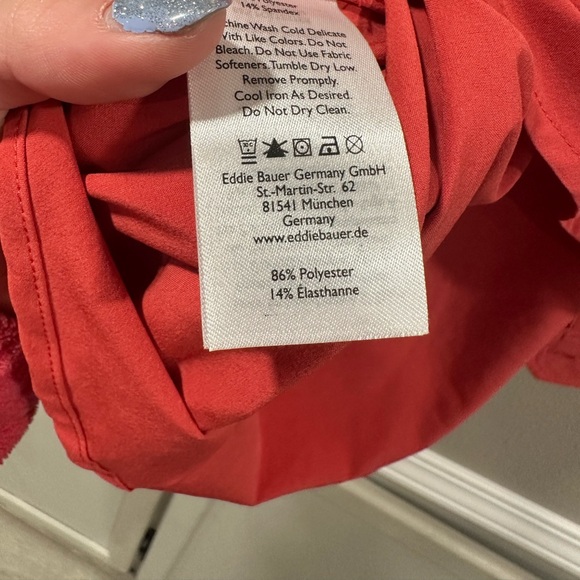 14% Spandex
Wash Cold Delicate
With Like Colors. Do Not
Bleach. Do Not Use Fabric
Softeners. Tumble Dry Low.
Remove Promptly.
Cool Iron As Desired.
Do Not Dry Clean.
Eddie Bauer Germany GmbH
St.-Martin-Str. 62
81541 München
Germany
www.eddiebauer.de
86% Polyester
14% Élasthanne